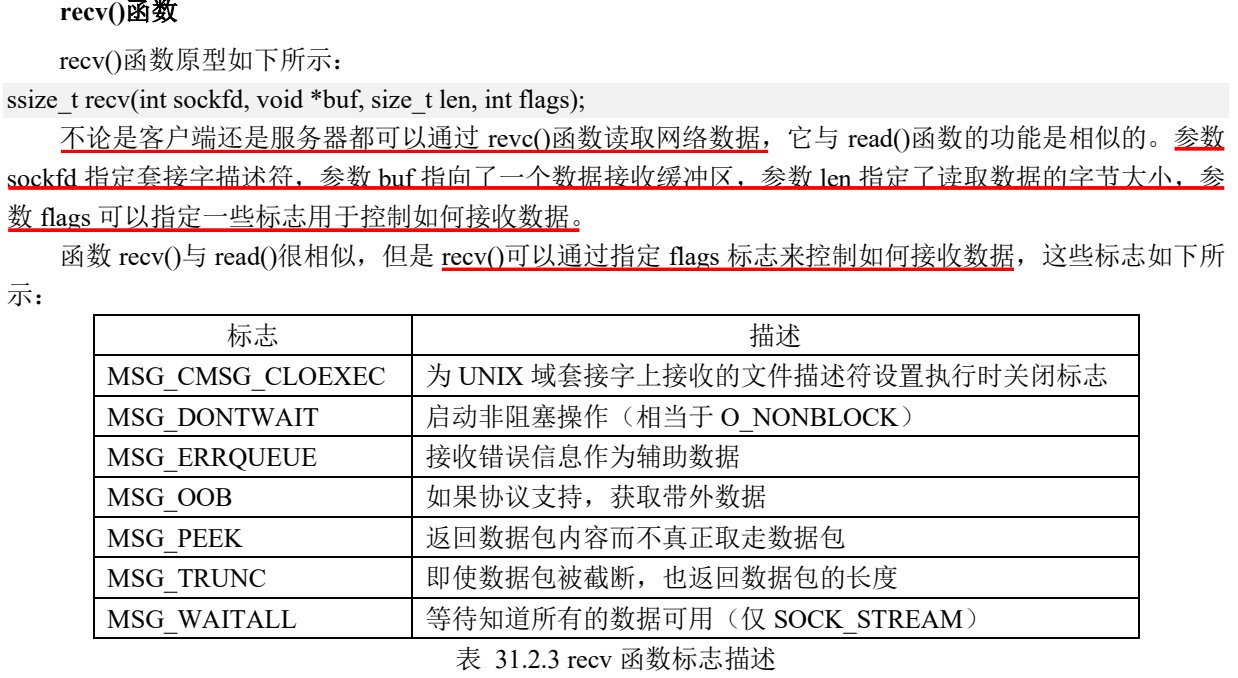 recv()函数
recv()函数原型如下所示：
ssize_t recv(int sockfd, void *buf, size_t len, int flags);
不论是客户端还是服务器都可以通过 revc()函数读取网络数据，它与 read()函数的功能是相似的。参数
sockfd 指定套接字描述符，参数 buf 指向了一个数据接收缓冲区，参数 len 指定了读取数据的字节大小，参
数 flags 可以指定一些标志用于控制如何接收数据。
函数 recv()与 read()很相似，但是 recv()可以通过指定 flags 标志来控制如何接收数据，这些标志如下所
示：
标志 描述
MSG_CMSG_CLOEXEC 为 UNIX 域套接字上接收的文件描述符设置执行时关闭标志
MSG_DONTWAIT 启动非阻塞操作（相当于 O_NONBLOCK）
MSG_ERRQUEUE 接收错误信息作为辅助数据
MSG_OOB 如果协议支持，获取带外数据
MSG_PEEK 返回数据包内容而不真正取走数据包
MSG_TRUNC 即使数据包被截断，也返回数据包的长度
MSG_WAITALL 等待知道所有的数据可用（仅 SOCK_STREAM）
表 31.2.3 recv 函数标志描述